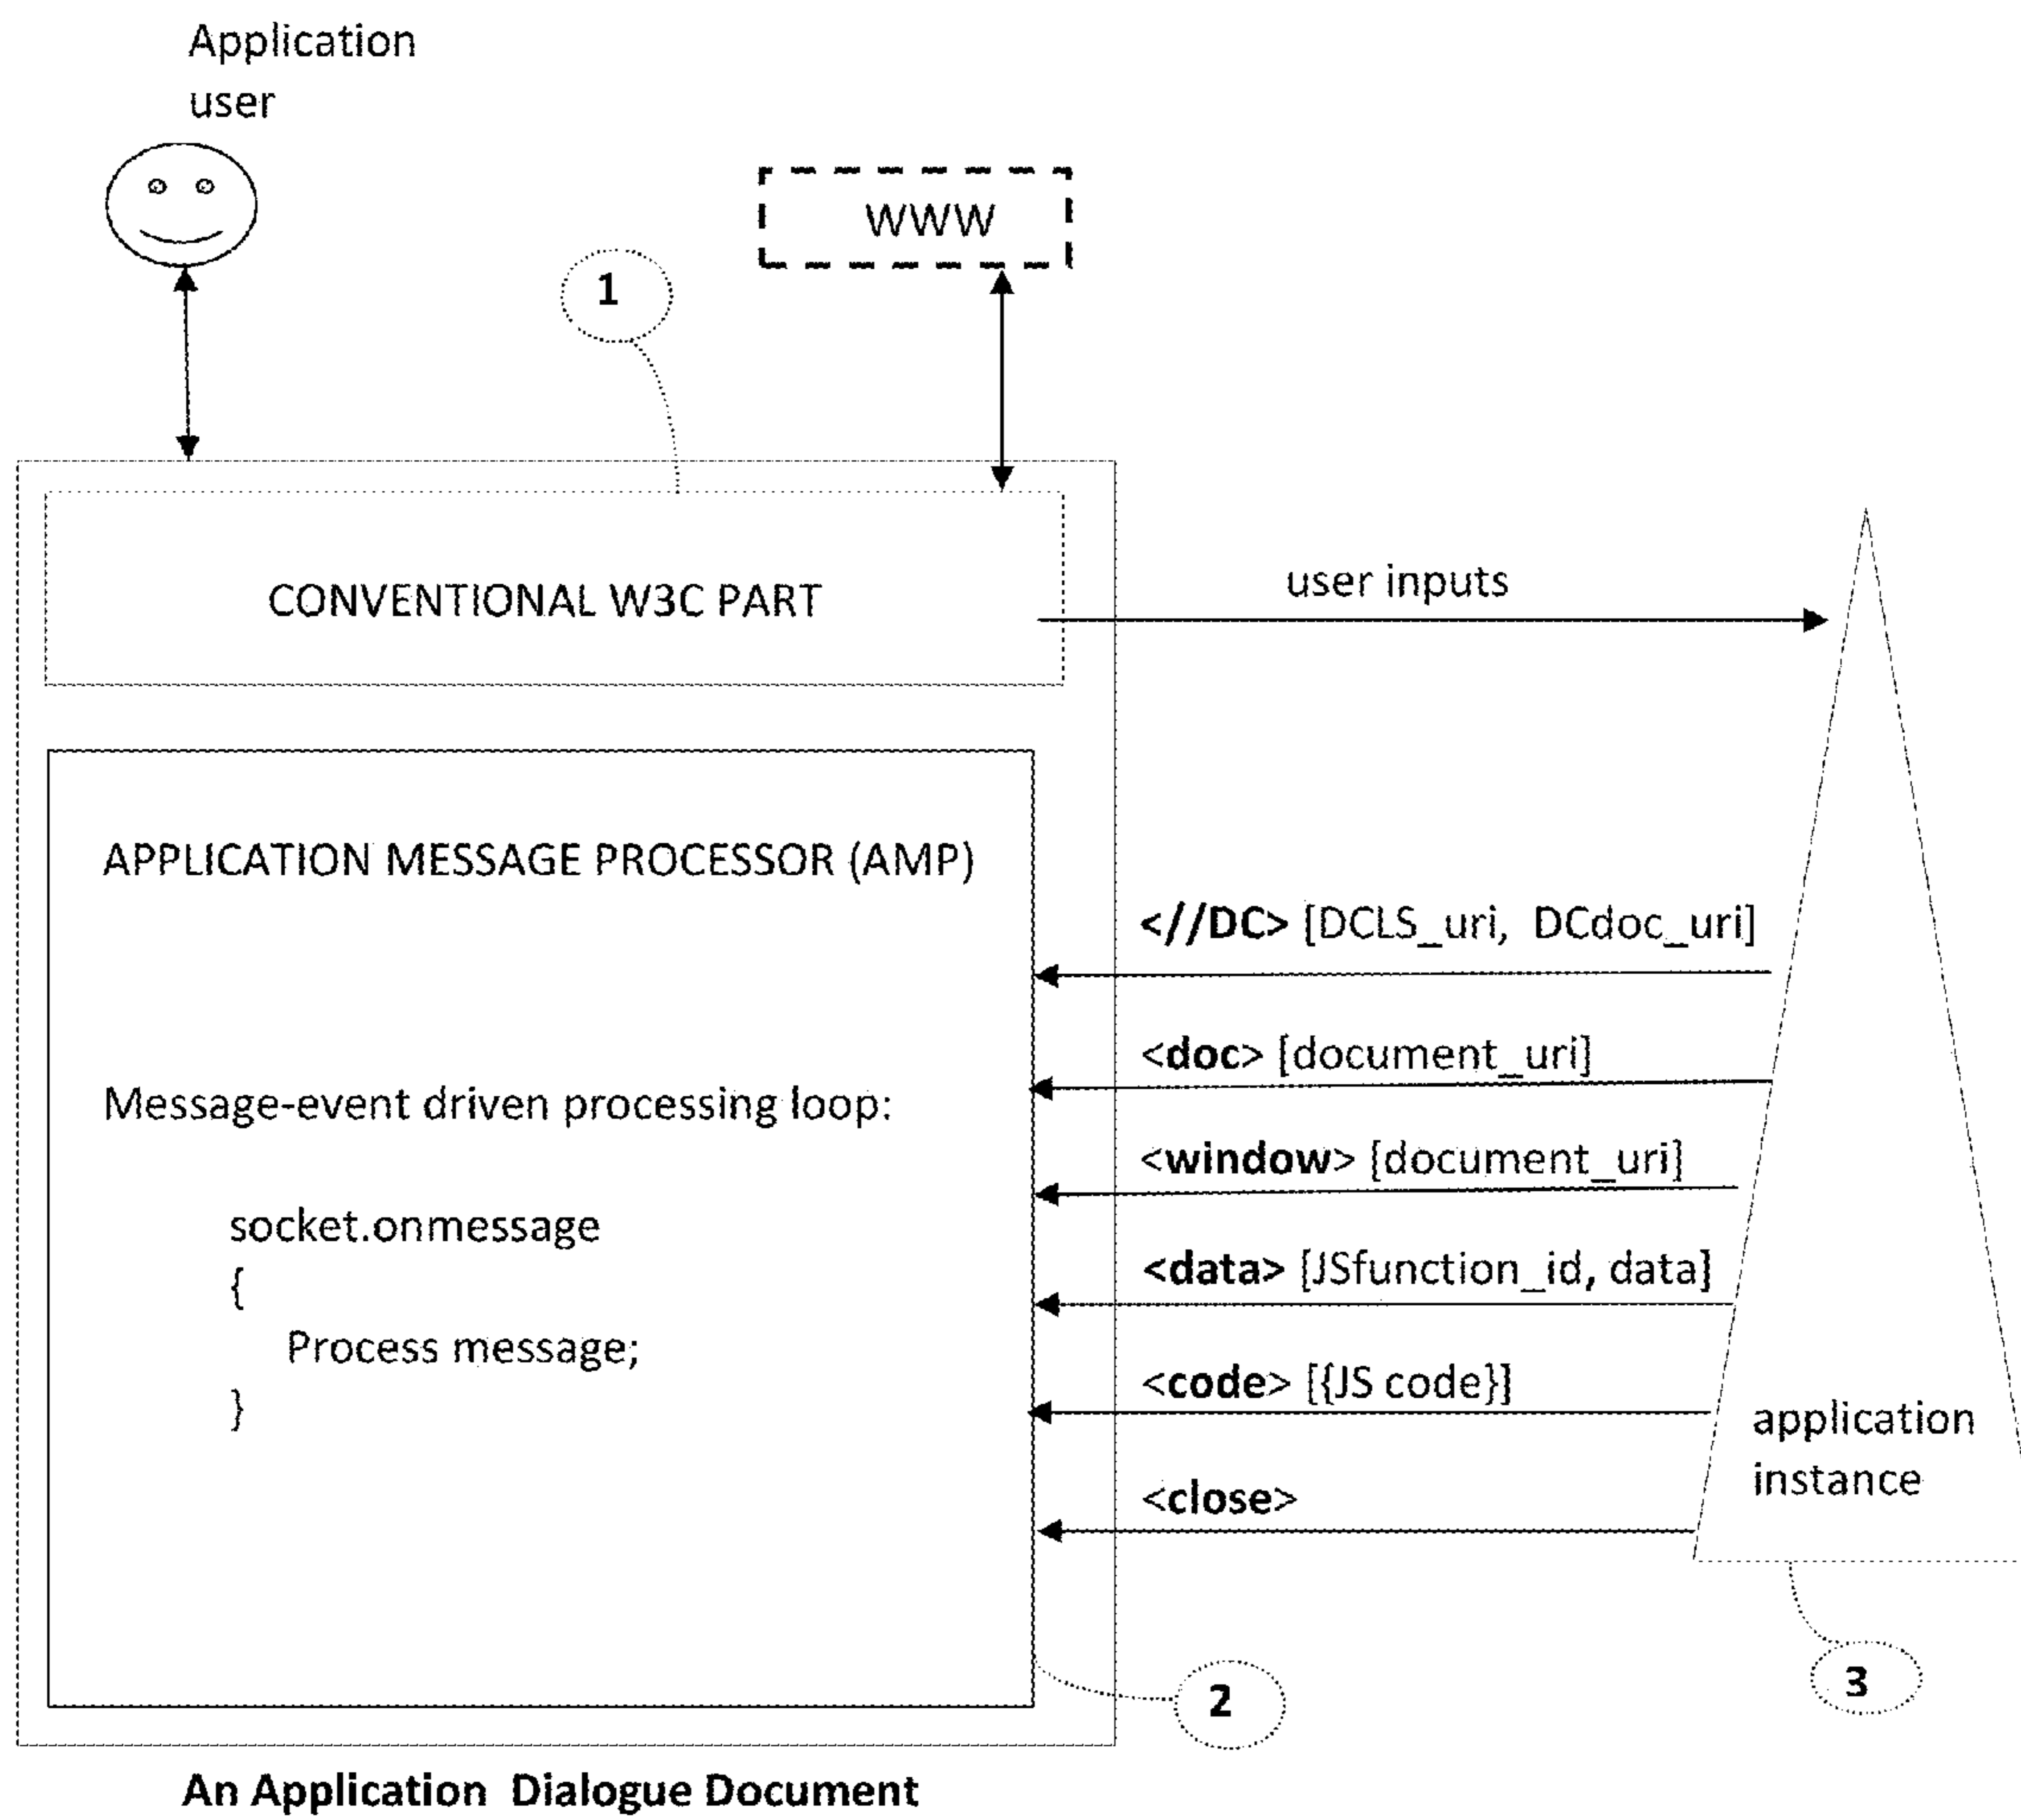 Application
user
WWW
1
CONVENTIONAL W3C PART
user inputs
APPLICATION MESSAGE PROCESSOR (AMP)
<//DC> [DCLS_uri, DCdoc_uri]
<doc> [document_uri]
Message-event driven processing loop:
<window> [document_uri]
socket.onmessage
{
<data> [JSfunction_id, data]
Process message;
<code> [{JS code}]
}
application
instance
<close>
3
2
An Application Dialogue Document